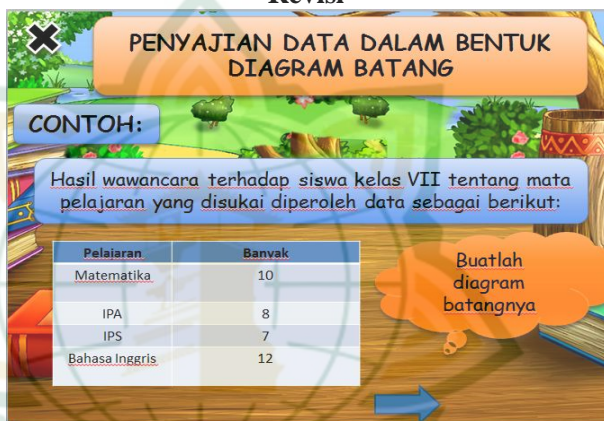 Revisi
PENYAJIAN DATA DALAM BENTUK
DIAGRAM BATANG
CONTOH:
Hasil wawancara terhadap siswa kelas VII tentang mata
pelajaran yang disukai diperoleh data sebagai berikut:
Pelajaran Banyak
Matematika 10
IPA 8
IPS 7
Bahasa Inggris 12
Buatlah
diagram
batangnya